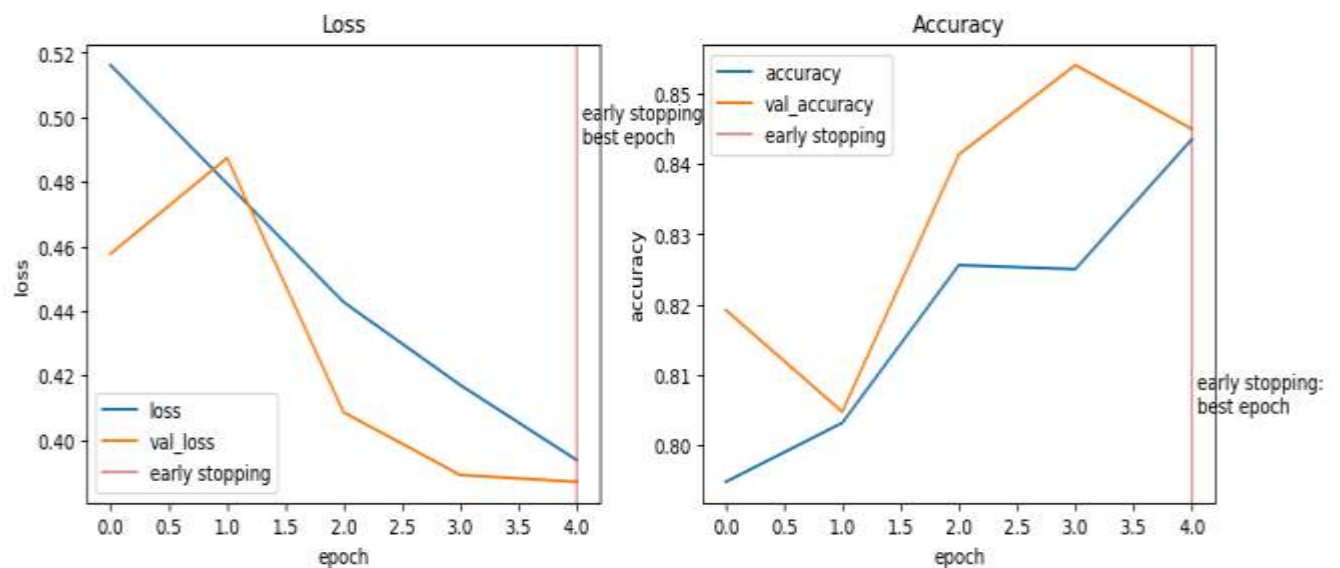 Loss
0.52
0.50
0.48
0.46
0.44
0.42
0.40
loss
loss
val_loss
early stopping
early stopping
best epoch
0.0
0.5
1.0
1.5
2.0
2.5
3.0
3.5
4.0
epoch
Accuracy
0.85
0.84
0.83
0.82
0.81
0.80
accuracy
accuracy
val_accuracy
early stopping
early stopping:
best epoch
0.0
0.5
1.0
1.5
2.0
2.5
3.0
3.5
4.0
epoch